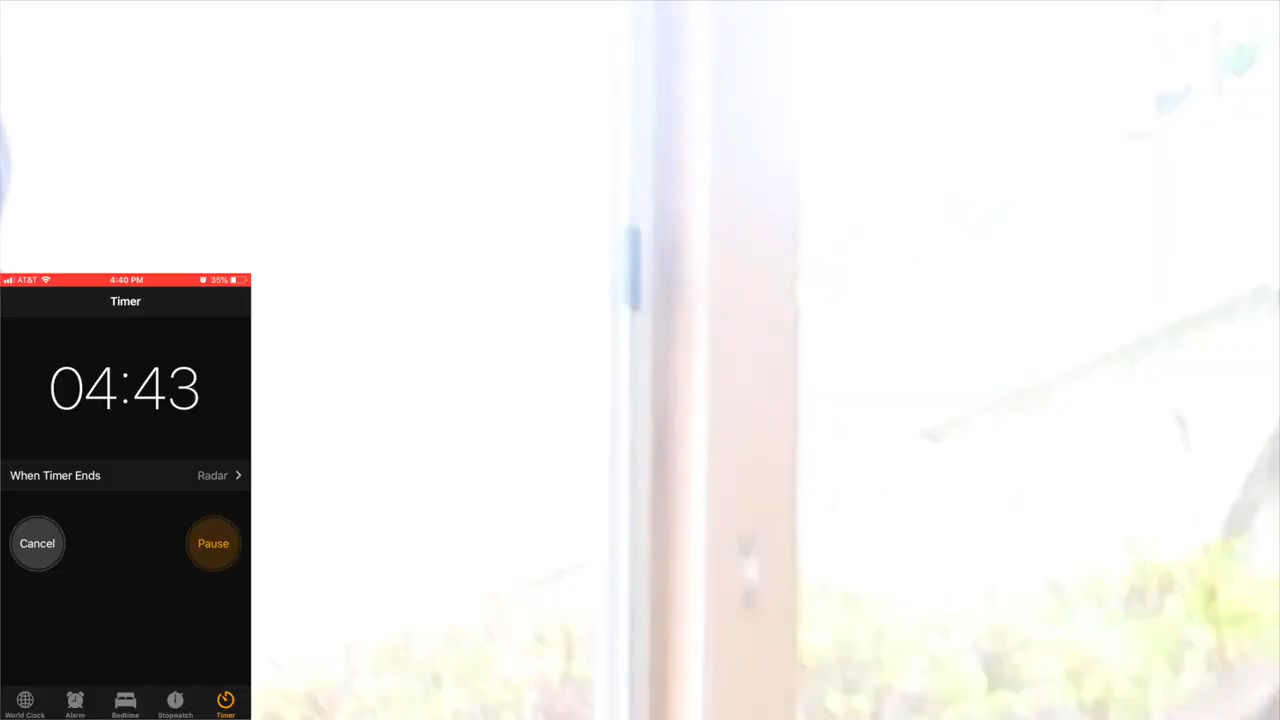 AT&T 4:40 PM 35%
Timer
04:43
When Timer Ends Radar
Cancel Pause
World Clock Alarm Bedtime Stopwatch Timer